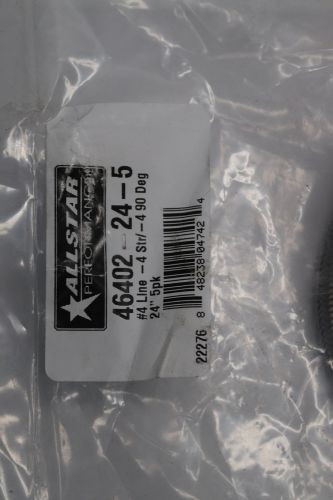 ALLSTAR
PERFORMANCE
46402-24-5
#4 Line -4 Str/-4 90 Deg
24" 5pk
8 48238 04742 4
22276